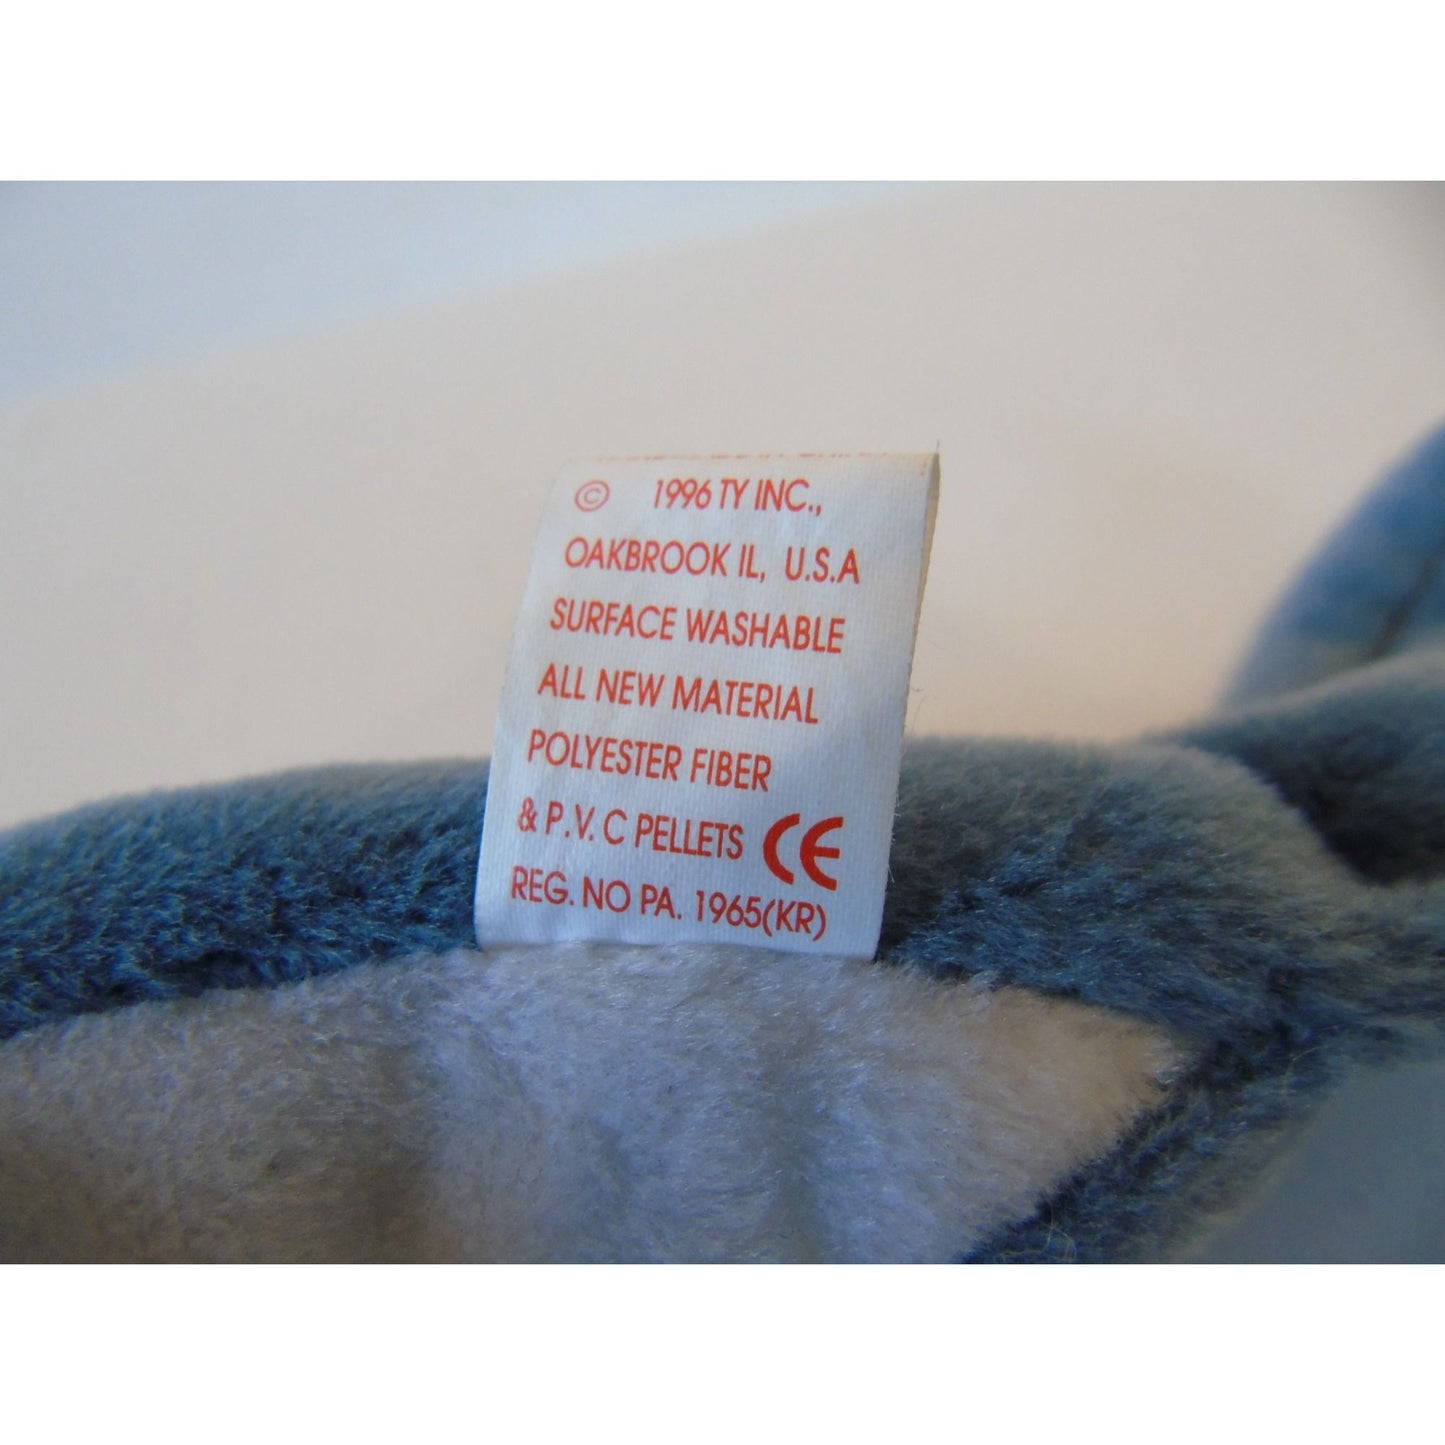 © 1996 TY INC.,
OAKBROOK IL, U.S.A
SURFACE WASHABLE
ALL NEW MATERIAL
POLYESTER FIBER
& P.V. C PELLETS CE
REG. NO PA. 1965(KR)